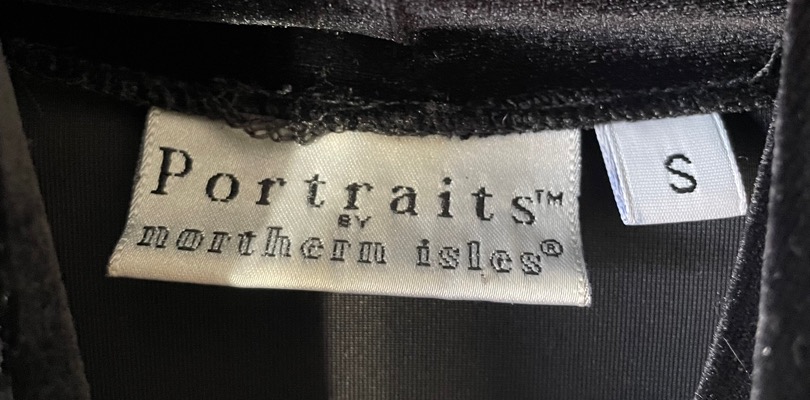 Portraits™
BY
northern isles®
S